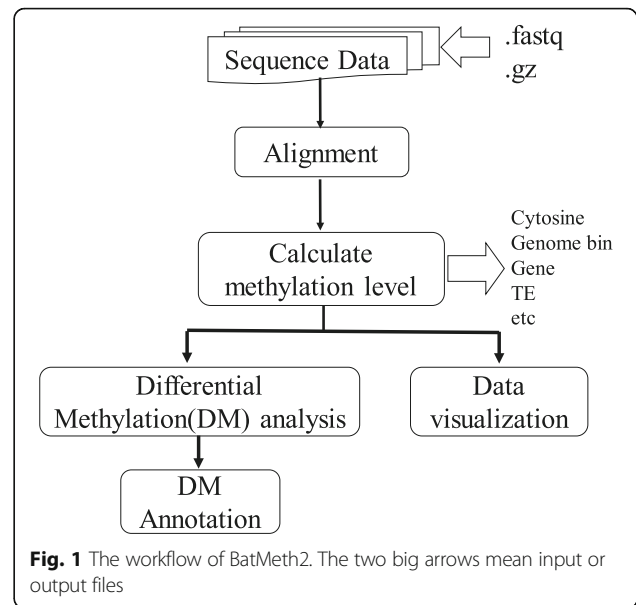 Sequence Data
.fastq
.gz
Alignment
Calculate
methylation level
Cytosine
Genome bin
Gene
TE
etc
Differential
Methylation(DM) analysis
Data
visualization
DM
Annotation
Fig. 1 The workflow of BatMeth2. The two big arrows mean input or
output files